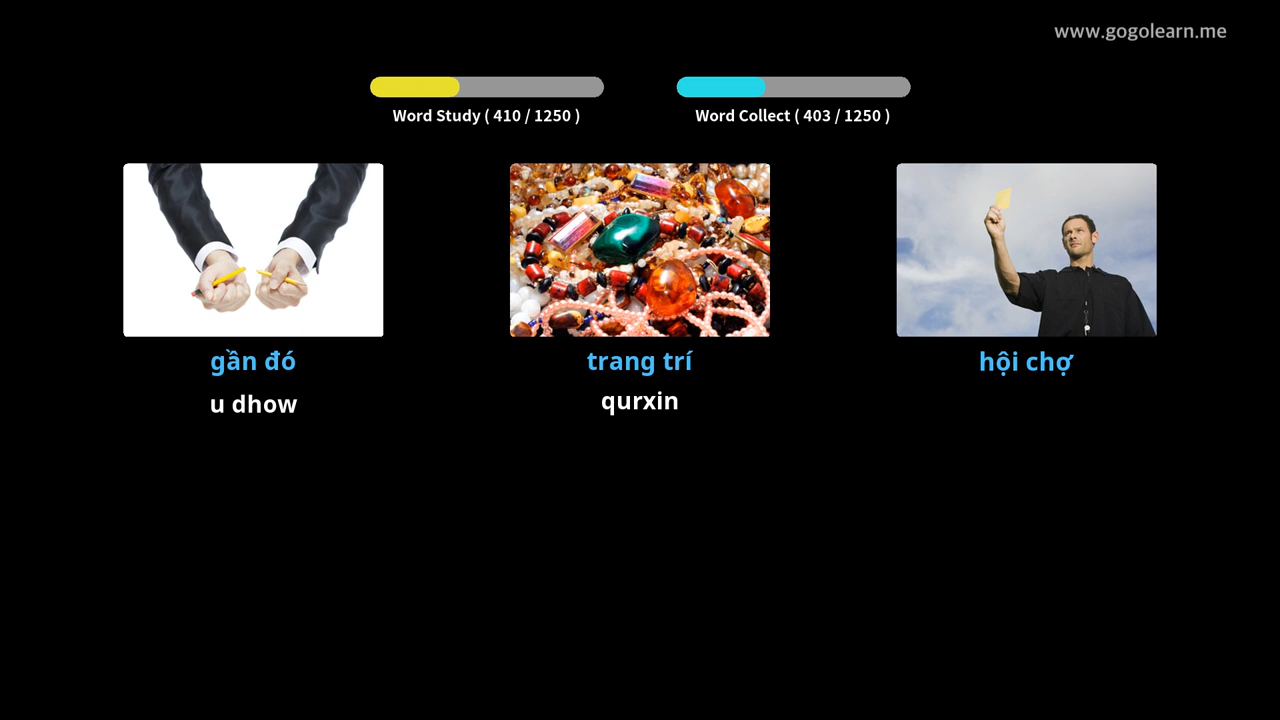 www.gogolearn.me
Word Study ( 410 / 1250 )
Word Collect ( 403 / 1250 )
gần đó
trang trí
hội chợ
u dhow
qurxin